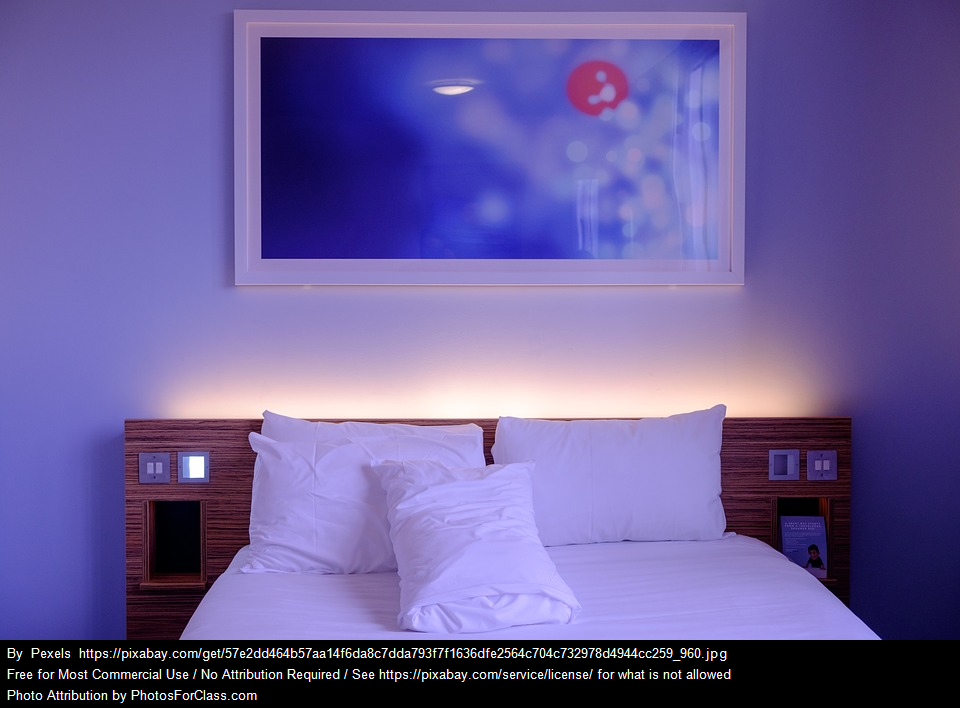 By Pexels https://pixabay.com/get/57e2dd464b57aa14f6da8c7dda793f7f1636dfe2564c704c732978d4944cc259_960.jpg
Free for Most Commercial Use / No Attribution Required / See https://pixabay.com/service/license/ for what is not allowed
Photo Attribution by PhotosForClass.com